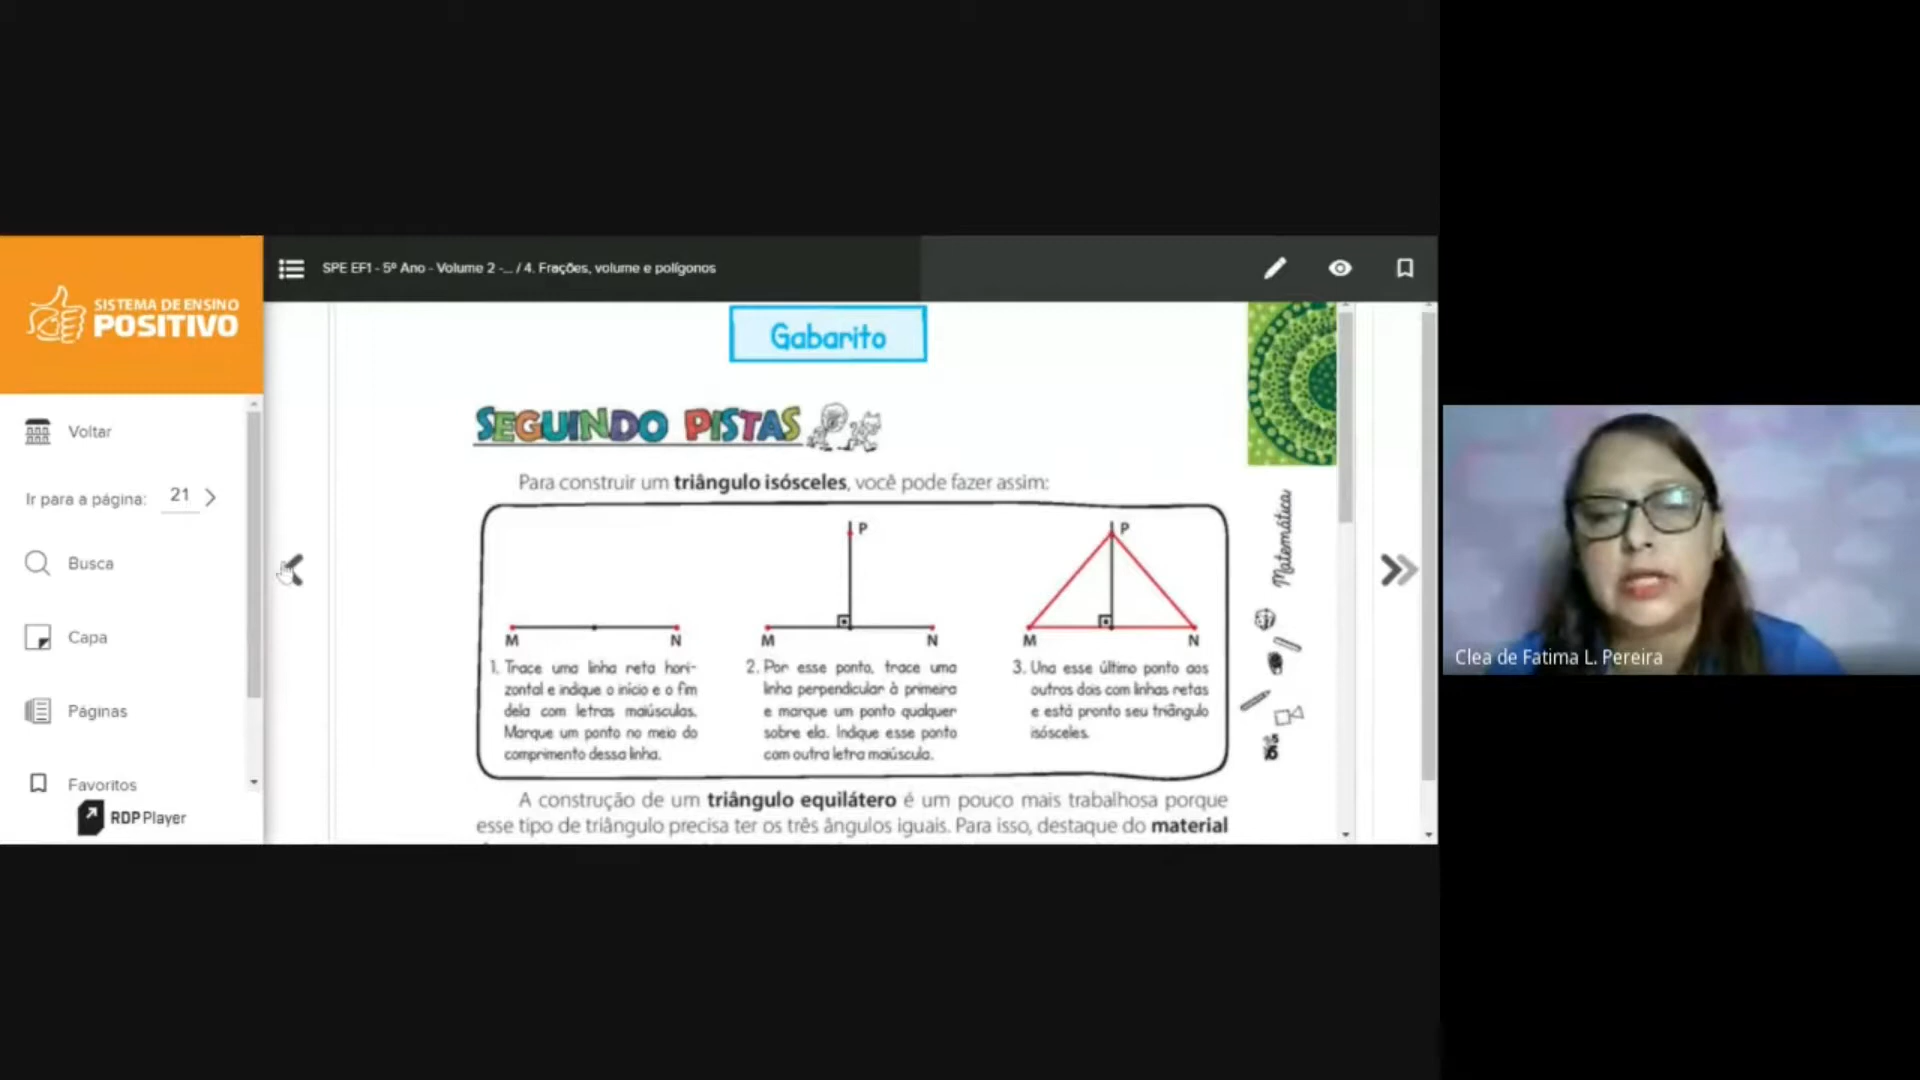 SISTEMA DE ENSINO
POSITIVO
SPE EF1 - 5º Ano - Volume 2 -... / 4. Frações, volume e polígonos
Voltar
Ir para a página: 21
Busca
Capa
Páginas
Favoritos
RDP Player
Gabarito
SEGUINDO PISTAS
Para construir um triângulo isósceles, você pode fazer assim:
M N
P
M N
P
M N
1. Trace uma linha reta hori-
zontal e indique o início e o fim
dela com letras maiúsculas.
Marque um ponto no meio do
comprimento dessa linha.
2. Por esse ponto, trace uma
linha perpendicular à primeira
e marque um ponto qualquer
sobre ela. Indique esse ponto
com outra letra maiúscula.
3. Una esse último ponto aos
outros dois com linhas retas
e está pronto seu triângulo
isósceles.
A construção de um triângulo equilátero é um pouco mais trabalhosa porque
esse tipo de triângulo precisa ter os três ângulos iguais. Para isso, destaque do material
Matemática
Clea de Fatima L. Pereira